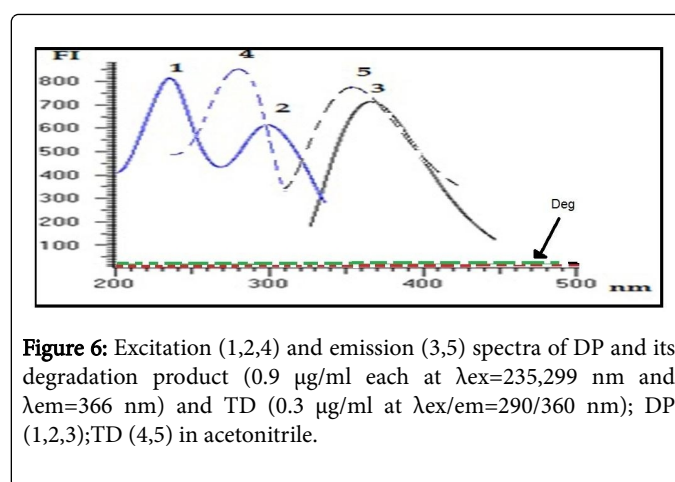 FI
1
4
5
3
2
800
700
600
500
400
300
200
100
Deg
200
300
400
500
nm
Figure 6: Excitation (1,2,4) and emission (3,5) spectra of DP and its
degradation product (0.9 μg/ml each at λex=235,299 nm and
λem=366 nm) and TD (0.3 μg/ml at λex/em=290/360 nm); DP
(1,2,3);TD (4,5) in acetonitrile.